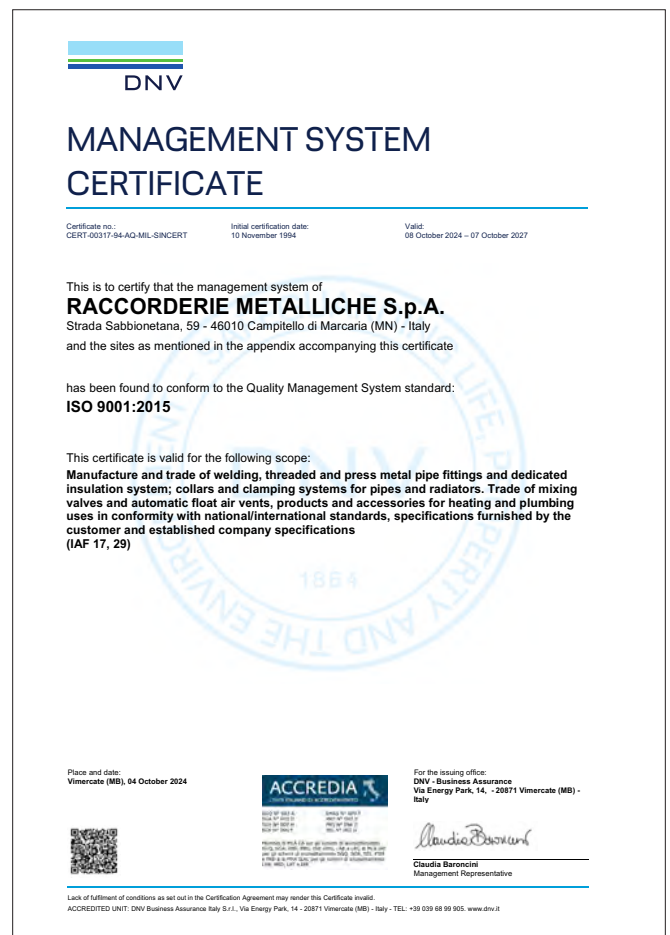 DNV
MANAGEMENT SYSTEM
CERTIFICATE
Certificate no.:
CERT-00317-94-AQ-MIL-SINCERT
Initial certification date:
10 November 1994
Valid:
08 October 2024 – 07 October 2027
This is to certify that the management system of
RACCORDERIE METALLICHE S.p.A.
Strada Sabbionetana, 59 - 46010 Campitello di Marcaria (MN) - Italy
and the sites as mentioned in the appendix accompanying this certificate
has been found to conform to the Quality Management System standard:
ISO 9001:2015
This certificate is valid for the following scope:
Manufacture and trade of welding, threaded and press metal pipe fittings and dedicated
insulation system; collars and clamping systems for pipes and radiators. Trade of mixing
valves and automatic float air vents, products and accessories for heating and plumbing
uses in conformity with national/international standards, specifications furnished by the
customer and established company specifications
(IAF 17, 29)
DNV
1864
PROPERTY AND THE
Place and date:
Vimercate (MB), 04 October 2024
ACCREDIA
For the issuing office:
DNV - Business Assurance
Via Energy Park, 14, - 20871 Vimercate (MB) -
Italy
Claudia Baroncini
Claudia Baroncini
Management Representative
Lack of fulfilment of conditions as set out in the Certification Agreement may render this Certificate invalid.
ACCREDITED UNIT: DNV Business Assurance Italy S.r.l., Via Energy Park, 14 - 20871 Vimercate (MB) - Italy - TEL: +39 039 68 99 905. www.dnv.it